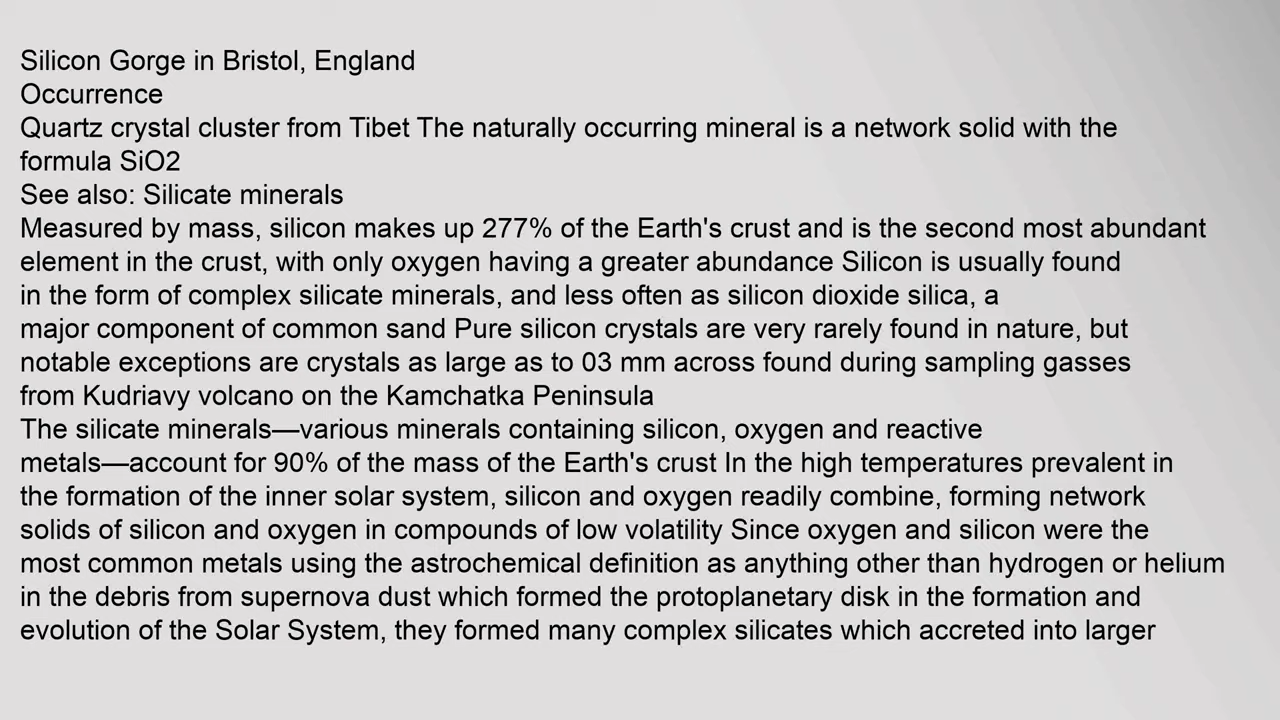 Silicon Gorge in Bristol, England
Occurrence
Quartz crystal cluster from Tibet The naturally occurring mineral is a network solid with the
formula SiO2
See also: Silicate minerals
Measured by mass, silicon makes up 277% of the Earth's crust and is the second most abundant
element in the crust, with only oxygen having a greater abundance Silicon is usually found
in the form of complex silicate minerals, and less often as silicon dioxide silica, a
major component of common sand Pure silicon crystals are very rarely found in nature, but
notable exceptions are crystals as large as to 03 mm across found during sampling gasses
from Kudriavy volcano on the Kamchatka Peninsula
The silicate minerals—various minerals containing silicon, oxygen and reactive
metals—account for 90% of the mass of the Earth's crust In the high temperatures prevalent in
the formation of the inner solar system, silicon and oxygen readily combine, forming network
solids of silicon and oxygen in compounds of low volatility Since oxygen and silicon were the
most common metals using the astrochemical definition as anything other than hydrogen or helium
in the debris from supernova dust which formed the protoplanetary disk in the formation and
evolution of the Solar System, they formed many complex silicates which accreted into larger